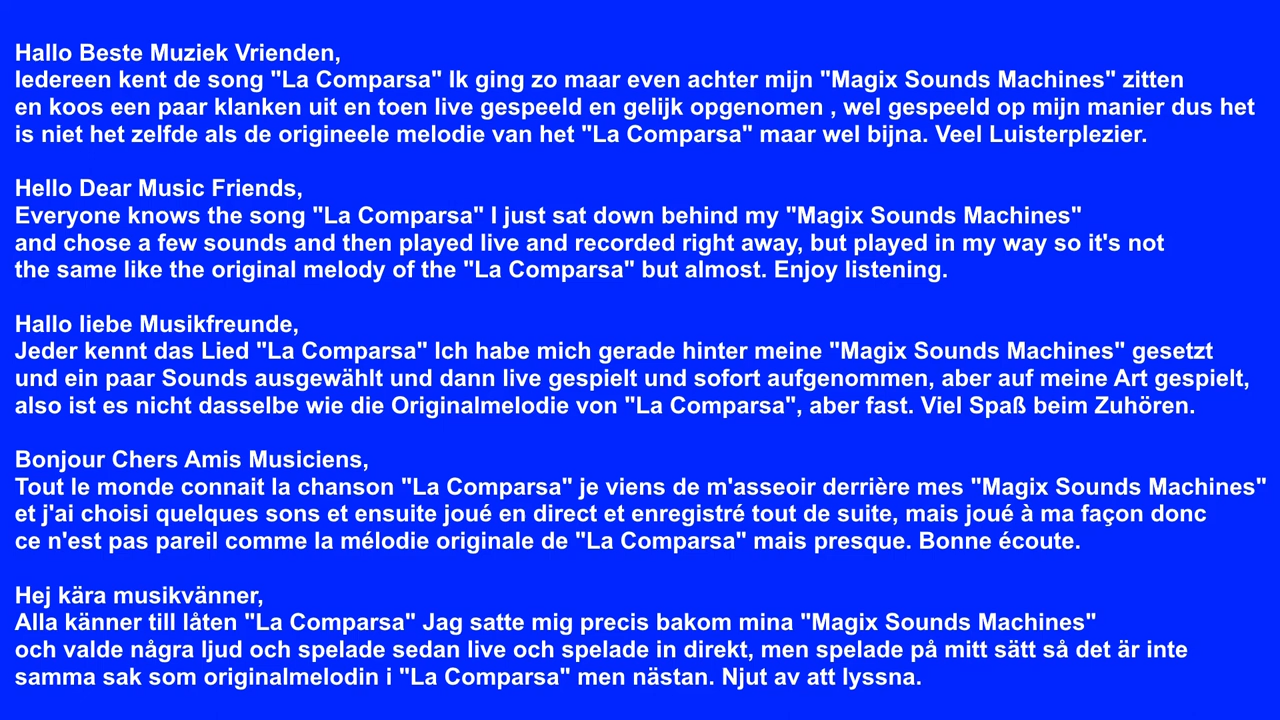 Hallo Beste Muziek Vrienden,
Iedereen kent de song "La Comparsa" Ik ging zo maar even achter mijn "Magix Sounds Machines" zitten
en koos een paar klanken uit en toen live gespeeld en gelijk opgenomen , wel gespeeld op mijn manier dus het
is niet het zelfde als de origineele melodie van het "La Comparsa" maar wel bijna. Veel Luisterplezier.
Hello Dear Music Friends,
Everyone knows the song "La Comparsa" I just sat down behind my "Magix Sounds Machines"
and chose a few sounds and then played live and recorded right away, but played in my way so it's not
the same like the original melody of the "La Comparsa" but almost. Enjoy listening.
Hallo liebe Musikfreunde,
Jeder kennt das Lied "La Comparsa" Ich habe mich gerade hinter meine "Magix Sounds Machines" gesetzt
und ein paar Sounds ausgewählt und dann live gespielt und sofort aufgenommen, aber auf meine Art gespielt,
also ist es nicht dasselbe wie die Originalmelodie von "La Comparsa", aber fast. Viel Spaß beim Zuhören.
Bonjour Chers Amis Musiciens,
Tout le monde connait la chanson "La Comparsa" je viens de m'asseoir derrière mes "Magix Sounds Machines"
et j'ai choisi quelques sons et ensuite joué en direct et enregistré tout de suite, mais joué à ma façon donc
ce n'est pas pareil comme la mélodie originale de "La Comparsa" mais presque. Bonne écoute.
Hej kära musikvänner,
Alla känner till låten "La Comparsa" Jag satte mig precis bakom mina "Magix Sounds Machines"
och valde några ljud och spelade sedan live och spelade in direkt, men spelade på mitt sätt så det är inte
samma sak som originalmelodin i "La Comparsa" men nästan. Njut av att lyssna.